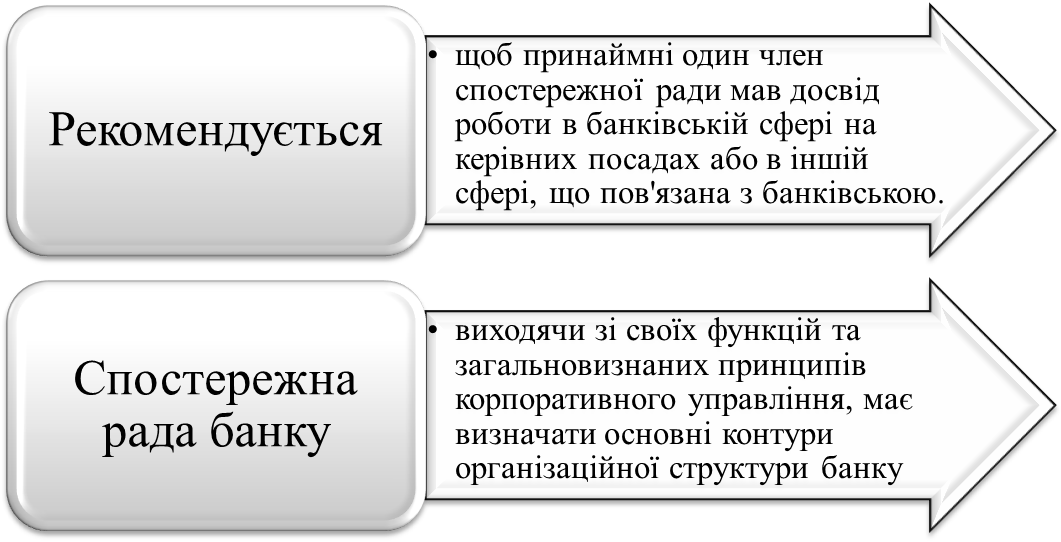 Рекомендується
• щоб принаймні один член
спостережної ради мав досвід
роботи в банківській сфері на
керівних посадах або в іншій
сфері, що пов'язана з банківською.
Спостережна
рада банку
• виходячи зі своїх функцій та
загальновизнаних принципів
корпоративного управління, має
визначати основні контури
організаційної структури банку